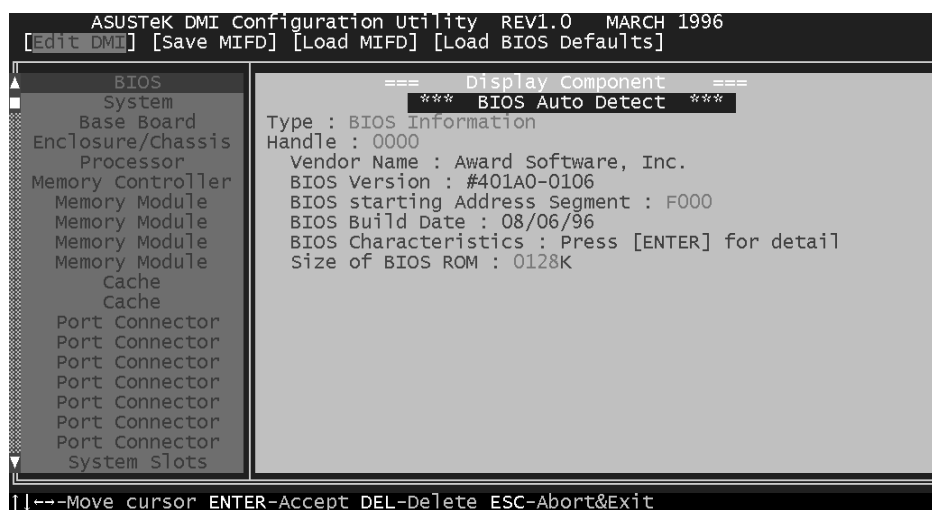 ASUSTeK DMI Configuration Utility REV1.0 MARCH 1996
[Edit DMI] [Save MIFD] [Load MIFD] [Load BIOS Defaults]
BIOS
System
Base Board
Enclosure/Chassis
Processor
Memory Controller
Memory Module
Memory Module
Memory Module
Memory Module
Cache
Cache
Port Connector
Port Connector
Port Connector
Port Connector
Port Connector
Port Connector
Port Connector
System Slots
=== Display Component ===
*** BIOS Auto Detect ***
Type : BIOS Information
Handle : 0000
Vendor Name : Award Software, Inc.
BIOS Version : #401A0-0106
BIOS starting Address Segment : F000
BIOS Build Date : 08/06/96
BIOS Characteristics : Press [ENTER] for detail
Size of BIOS ROM : 0128K
↑↓←→-Move cursor ENTER-Accept DEL-Delete ESC-Abort&Exit